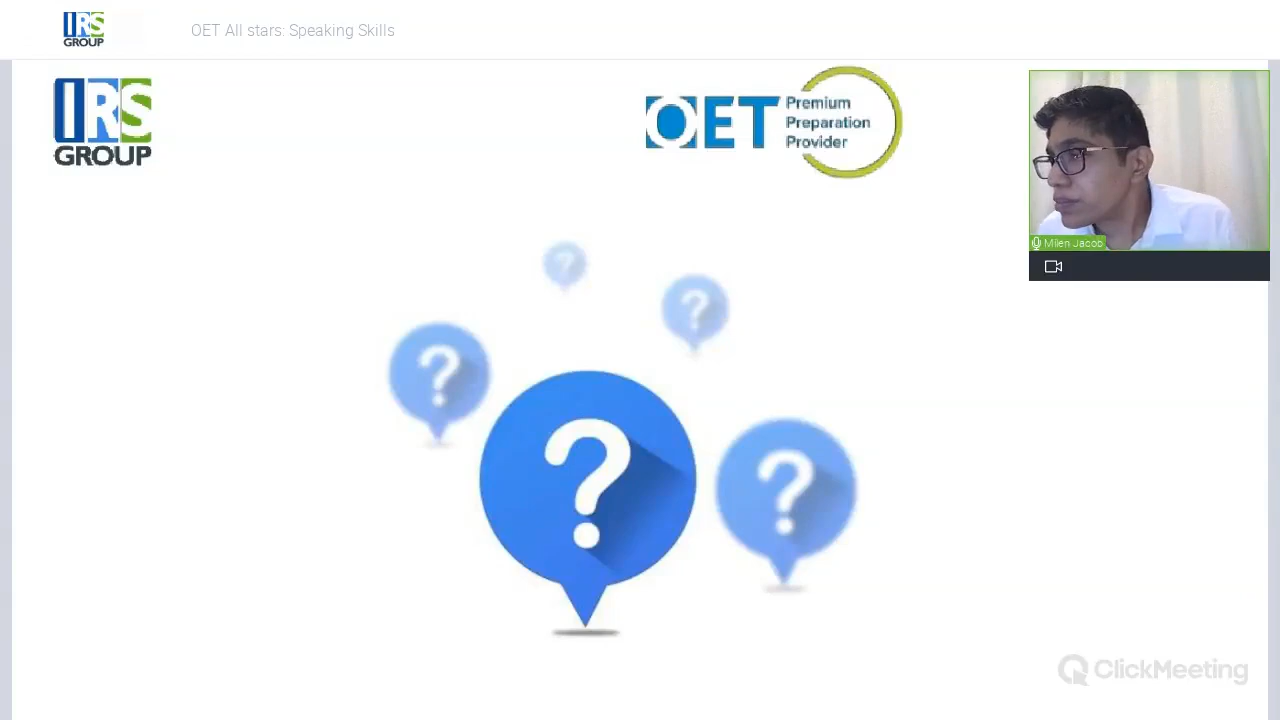 IRS
GROUP
OET All stars: Speaking Skills
IRS
GROUP
OET
Premium
Preparation
Provider
Milen Jacob
?
?
?
?
?
ClickMeeting